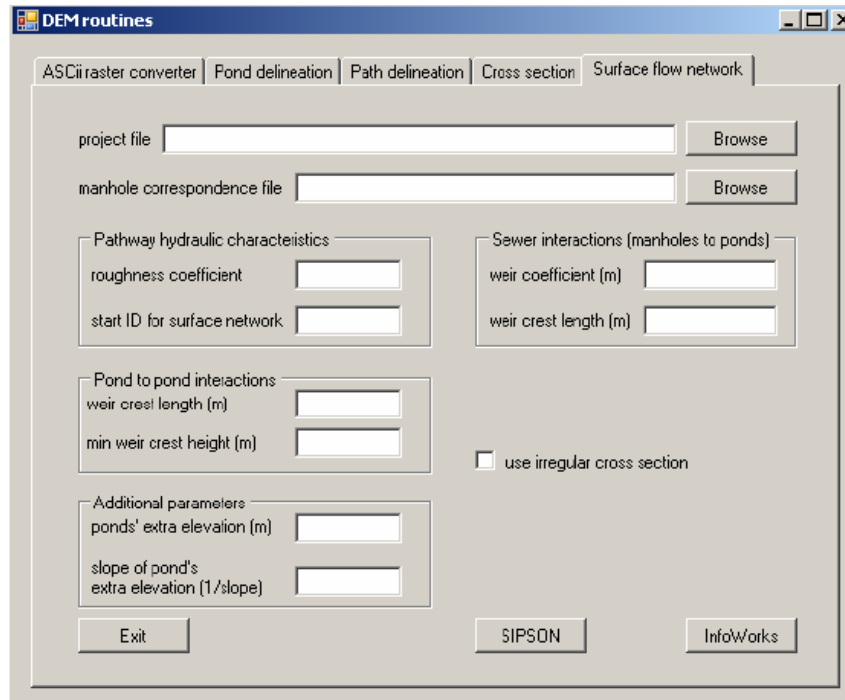 DEM routines
ASCii raster converter Pond delineation Path delineation Cross section Surface flow network
project file Browse
manhole correspondence file Browse
Pathway hydraulic characteristics
roughness coefficient
start ID for surface network
Sewer interactions (manholes to ponds)
weir coefficient (m)
weir crest length (m)
Pond to pond interactions
weir crest length (m)
min weir crest height (m)
use irregular cross section
Additional parameters
ponds' extra elevation (m)
slope of pond's
extra elevation (1/slope)
Exit SIPSON InfoWorks